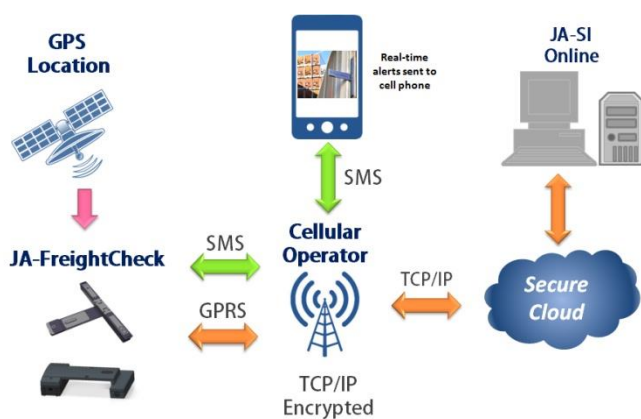 GPS
Location
Real-time
alerts sent to
cell phone
JA-SI
Online
SMS
JA-FreightCheck
SMS
GPRS
Cellular
Operator
TCP/IP
Encrypted
TCP/IP
Secure
Cloud